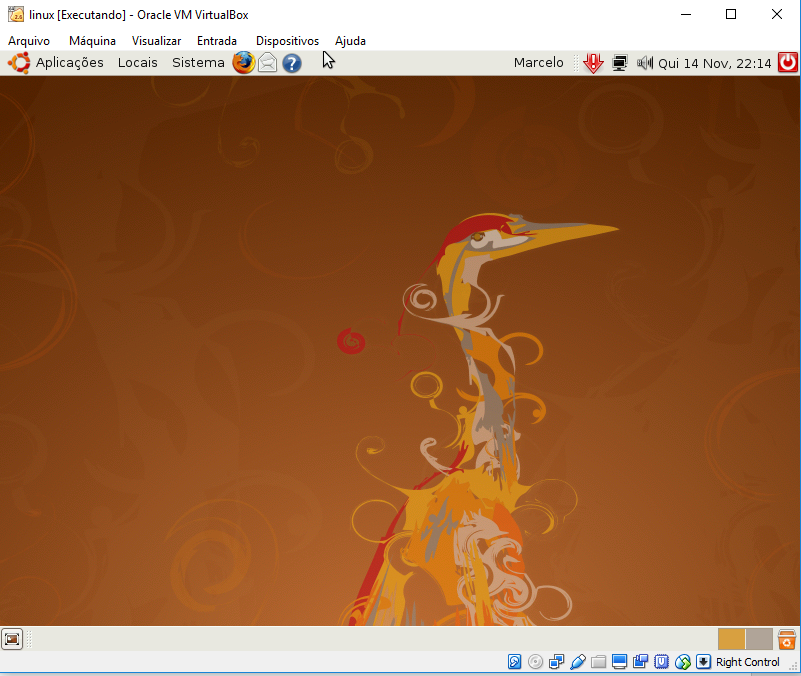 linux [Executando] - Oracle VM VirtualBox
Arquivo Máquina Visualizar Entrada Dispositivos Ajuda
Aplicações Locais Sistema ? Marcelo Qui 14 Nov, 22:14
Right Control